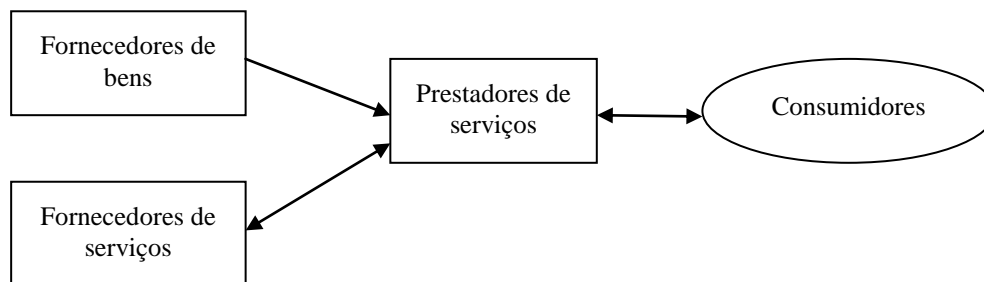 Fornecedores de
bens
Prestadores de
serviços
Consumidores
Fornecedores de
serviços